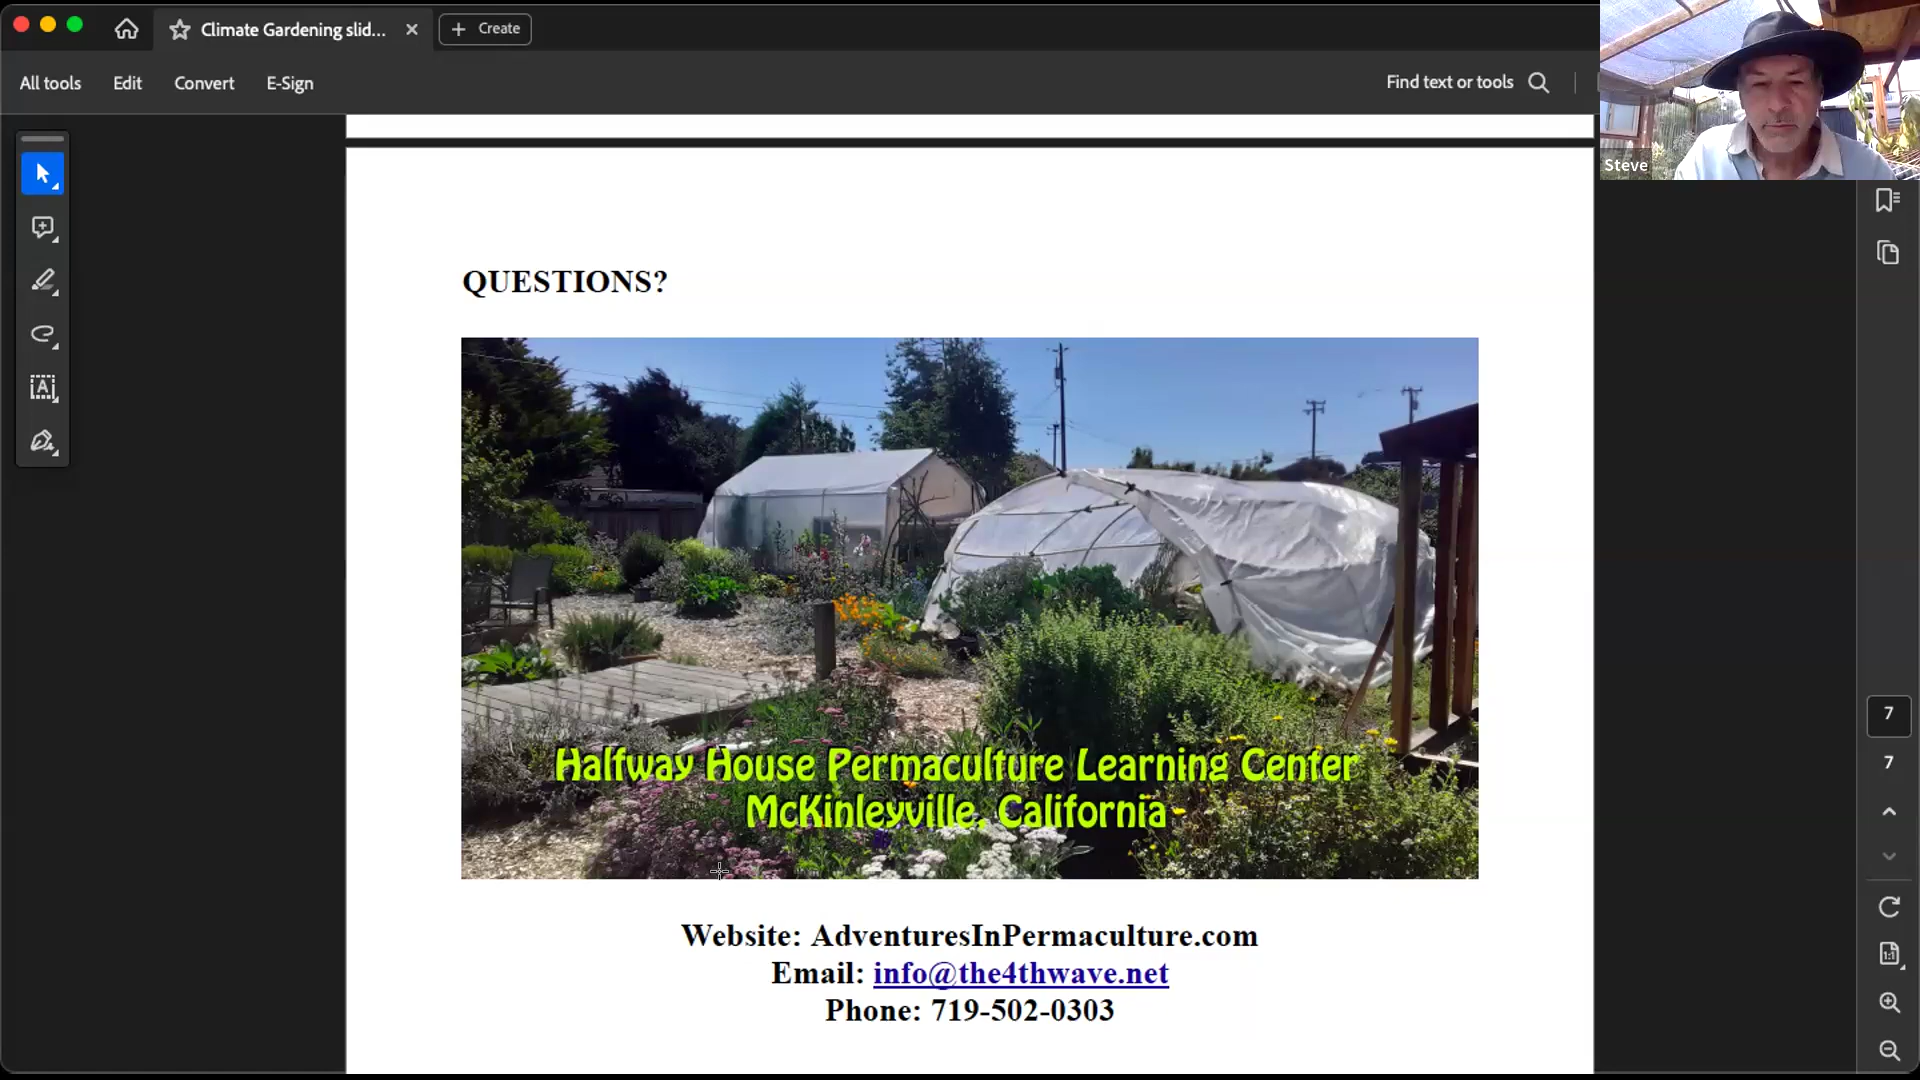 Climate Gardening slid...
Create
All tools
Edit
Convert
E-Sign
Find text or tools
Steve
QUESTIONS?
Halfway House Permaculture Learning Center
McKinleyville, California
Website: AdventuresInPermaculture.com
Email: info@the4thwave.net
Phone: 719-502-0303
7
7